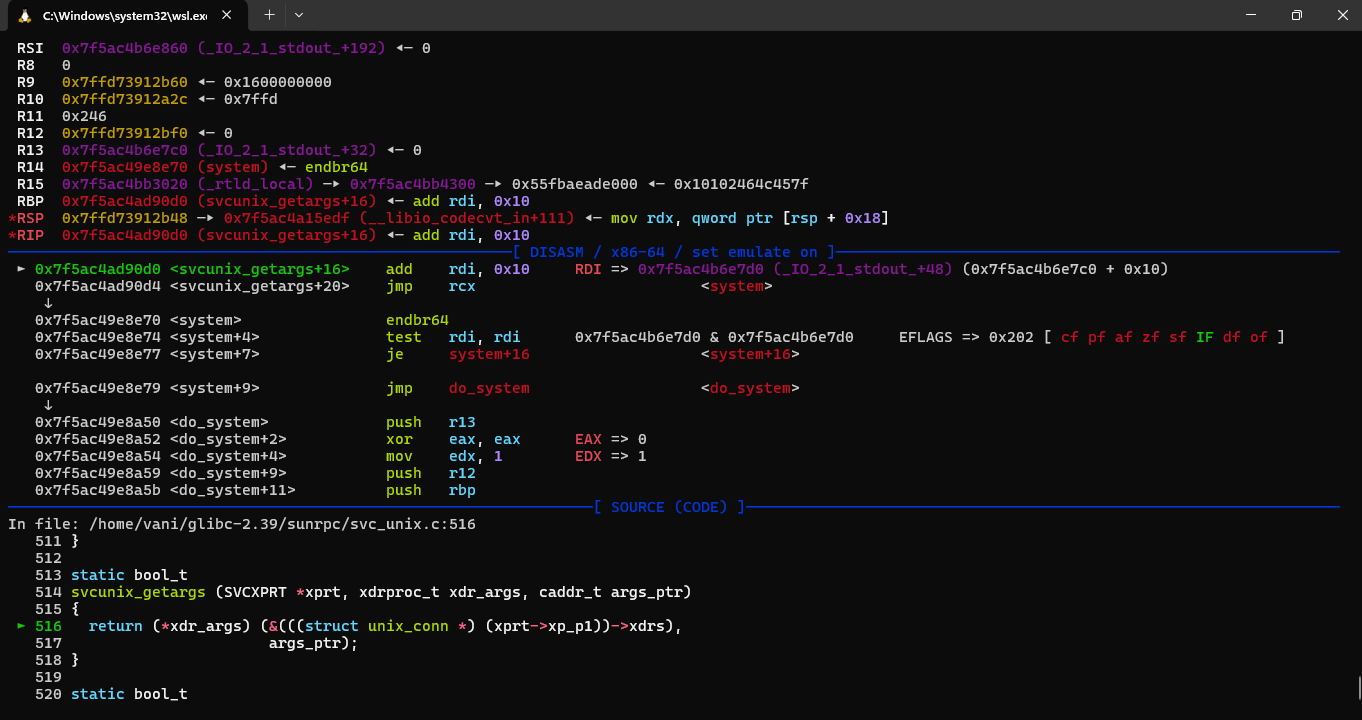 C:\Windows\system32\wsl.exe
RSI  0x7f5ac4b6e860 (_IO_2_1_stdout_+192) ◂— 0
R8   0
R9   0x7ffd73912b60 ◂— 0x1600000000
R10  0x7ffd73912a2c ◂— 0x7ffd
R11  0x246
R12  0x7ffd73912bf0 ◂— 0
R13  0x7f5ac4b6e7c0 (_IO_2_1_stdout_+32) ◂— 0
R14  0x7f5ac49e8e70 (system) ◂— endbr64
R15  0x7f5ac4bb3020 (_rtld_local) —▸ 0x7f5ac4bb4300 —▸ 0x55fbaeade000 ◂— 0x10102464c457f
RBP  0x7f5ac4ad90d0 (svcunix_getargs+16) ◂— add rdi, 0x10
*RSP  0x7ffd73912b48 —▸ 0x7f5ac4a15edf (__libio_codecvt_in+111) ◂— mov rdx, qword ptr [rsp + 0x18]
*RIP  0x7f5ac4ad90d0 (svcunix_getargs+16) ◂— add rdi, 0x10
[ DISASM / x86-64 / set emulate on ]
► 0x7f5ac4ad90d0 <svcunix_getargs+16>    add    rdi, 0x10     RDI => 0x7f5ac4b6e7d0 (_IO_2_1_stdout_+48) (0x7f5ac4b6e7c0 + 0x10)
0x7f5ac4ad90d4 <svcunix_getargs+20>    jmp    rcx                         <system>
↓
0x7f5ac49e8e70 <system>                endbr64
0x7f5ac49e8e74 <system+4>              test   rdi, rdi      0x7f5ac4b6e7d0 & 0x7f5ac4b6e7d0     EFLAGS => 0x202 [ cf pf af zf sf IF df of ]
0x7f5ac49e8e77 <system+7>              je     system+16                   <system+16>
0x7f5ac49e8e79 <system+9>              jmp    do_system                   <do_system>
↓
0x7f5ac49e8a50 <do_system>             push   r13
0x7f5ac49e8a52 <do_system+2>           xor    eax, eax      EAX => 0
0x7f5ac49e8a54 <do_system+4>           mov    edx, 1        EDX => 1
0x7f5ac49e8a59 <do_system+9>           push   r12
0x7f5ac49e8a5b <do_system+11>          push   rbp
[ SOURCE (CODE) ]
In file: /home/vani/glibc-2.39/sunrpc/svc_unix.c:516
511 }
512
513 static bool_t
514 svcunix_getargs (SVCXPRT *xprt, xdrproc_t xdr_args, caddr_t args_ptr)
515 {
► 516   return (*xdr_args) (&(((struct unix_conn *) (xprt->xp_p1))->xdrs),
517                       args_ptr);
518 }
519
520 static bool_t